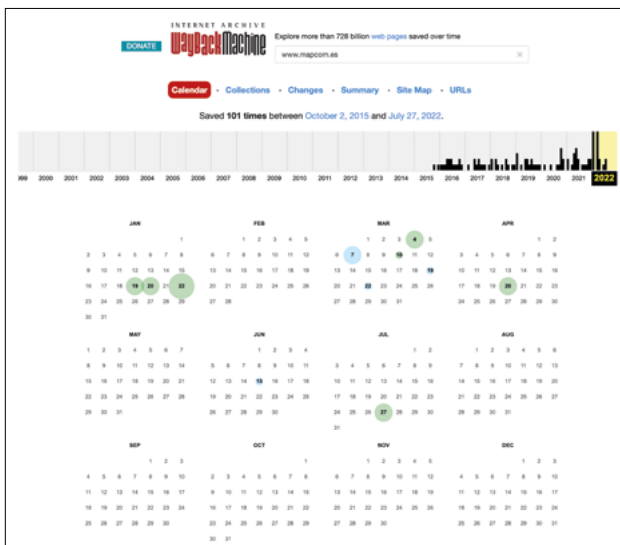 INTERNET ARCHIVE
DONATE
WayBackMachine
Explore more than 728 billion web pages saved over time
www.mapcom.es ×
Calendar · Collections · Changes · Summary · Site Map · URLs
Saved 101 times between October 2, 2015 and July 27, 2022.
999 2000 2001 2002 2003 2004 2005 2006 2007 2008 2009 2010 2011 2012 2013 2014 2015 2016 2017 2018 2019 2020 2021 2022
JAN
1
2 3 4 5 6 7 8
9 10 11 12 13 14 15
16 17 18 19 20 21 22
23 24 25 26 27 28 29
30 31
FEB
1 2 3 4 5
6 7 8 9 10 11 12
13 14 15 16 17 18 19
20 21 22 23 24 25 26
27 28
MAR
1 2 3 4 5
6 7 8 9 10 11 12
13 14 15 16 17 18 19
20 21 22 23 24 25 26
27 28 29 30 31
APR
1 2
3 4 5 6 7 8 9
10 11 12 13 14 15 16
17 18 19 20 21 22 23
24 25 26 27 28 29 30
MAY
1 2 3 4 5 6 7
8 9 10 11 12 13 14
15 16 17 18 19 20 21
22 23 24 25 26 27 28
29 30 31
JUN
1 2 3 4
5 6 7 8 9 10 11
12 13 14 15 16 17 18
19 20 21 22 23 24 25
26 27 28 29 30
JUL
1 2
3 4 5 6 7 8 9
10 11 12 13 14 15 16
17 18 19 20 21 22 23
24 25 26 27 28 29 30
31
AUG
1 2 3 4 5 6
7 8 9 10 11 12 13
14 15 16 17 18 19 20
21 22 23 24 25 26 27
28 29 30 31
SEP
1 2 3
4 5 6 7 8 9 10
11 12 13 14 15 16 17
18 19 20 21 22 23 24
25 26 27 28 29 30
OCT
1
2 3 4 5 6 7 8
9 10 11 12 13 14 15
16 17 18 19 20 21 22
23 24 25 26 27 28 29
30 31
NOV
1 2 3 4 5
6 7 8 9 10 11 12
13 14 15 16 17 18 19
20 21 22 23 24 25 26
27 28 29 30
DEC
1 2 3
4 5 6 7 8 9 10
11 12 13 14 15 16 17
18 19 20 21 22 23 24
25 26 27 28 29 30 31